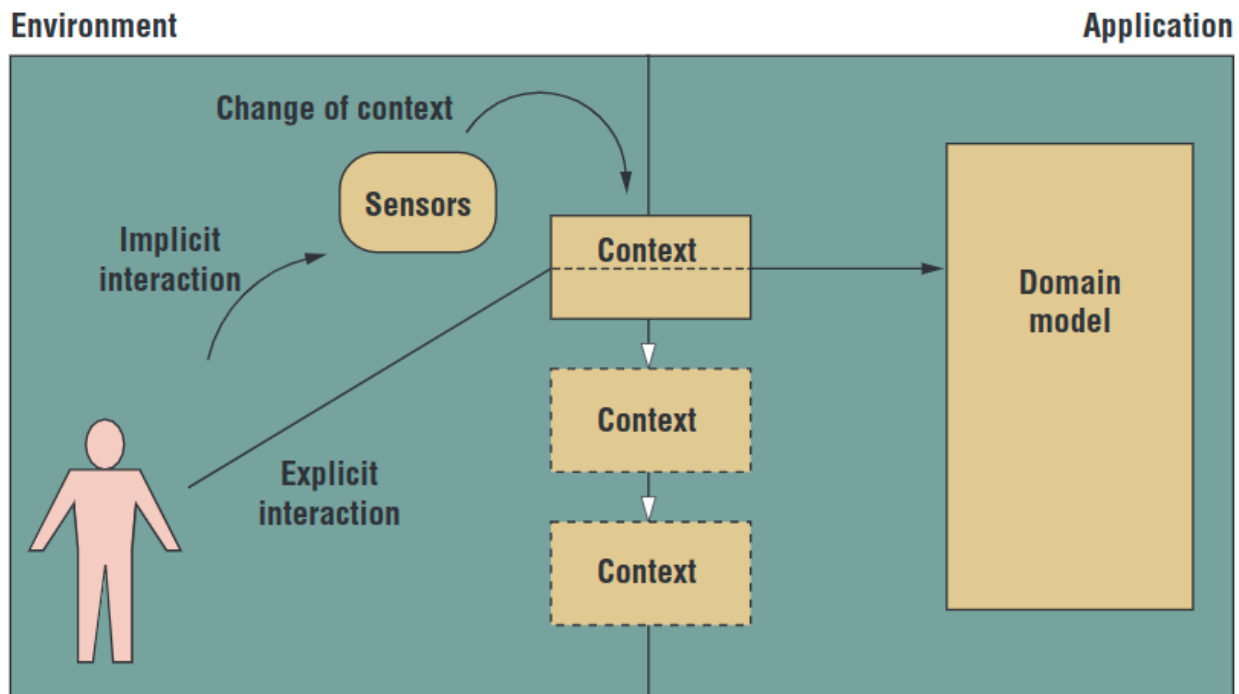 Environment
Application
Change of context
Sensors
Implicit
interaction
Context
Domain
model
Context
Explicit
interaction
Context